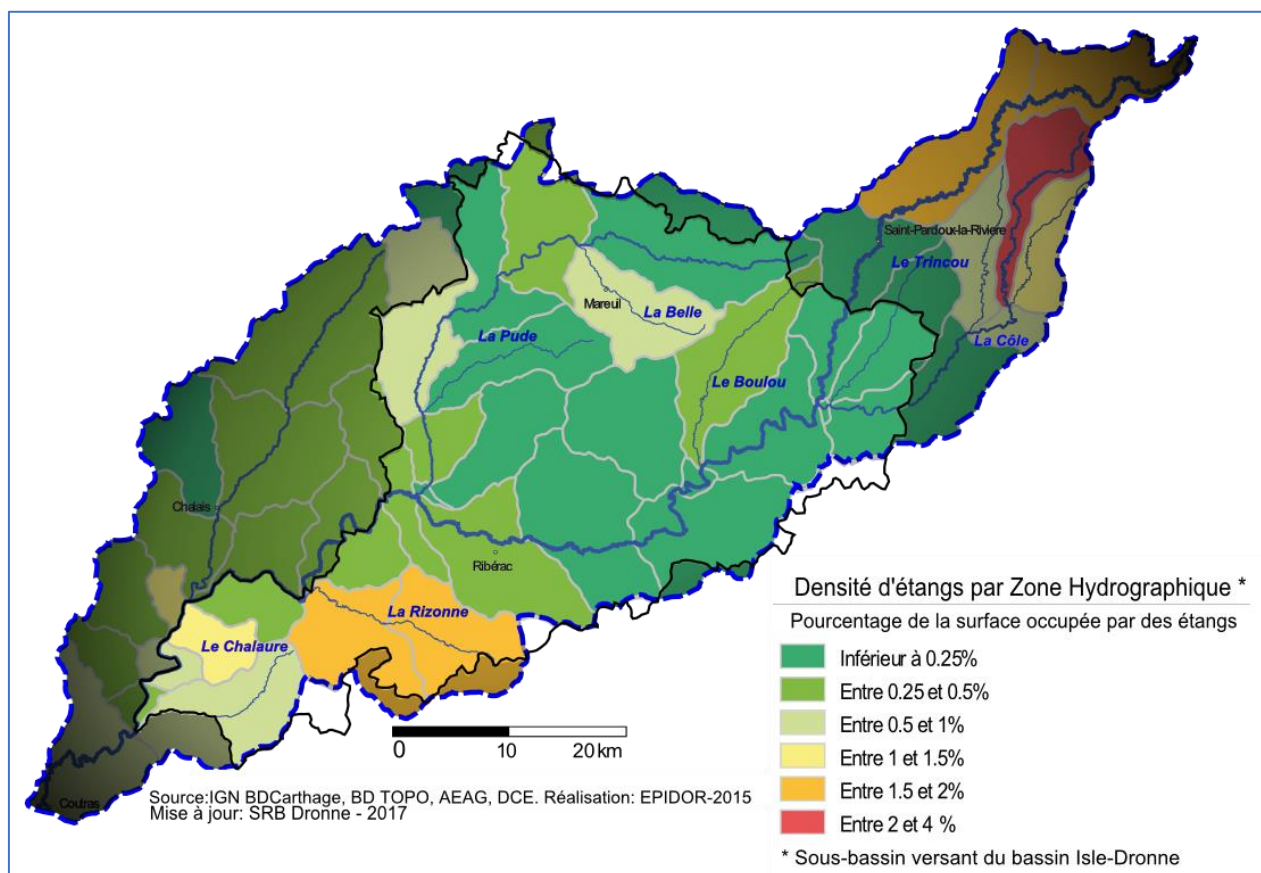 Saint-Pardoux-la-Riviere
Le Trincou
Mareuil
La Belle
La Pude
La Côle
Le Boulou
Chalais
Ribérac
La Rizonne
Le Chalaure
Coutras
0 10 20 km
Source:IGN BDCarthage, BD TOPO, AEAG, DCE. Réalisation: EPIDOR-2015
Mise à jour: SRB Dronne - 2017
Densité d'étangs par Zone Hydrographique *
Pourcentage de la surface occupée par des étangs
Inférieur à 0.25%
Entre 0.25 et 0.5%
Entre 0.5 et 1%
Entre 1 et 1.5%
Entre 1.5 et 2%
Entre 2 et 4 %
* Sous-bassin versant du bassin Isle-Dronne